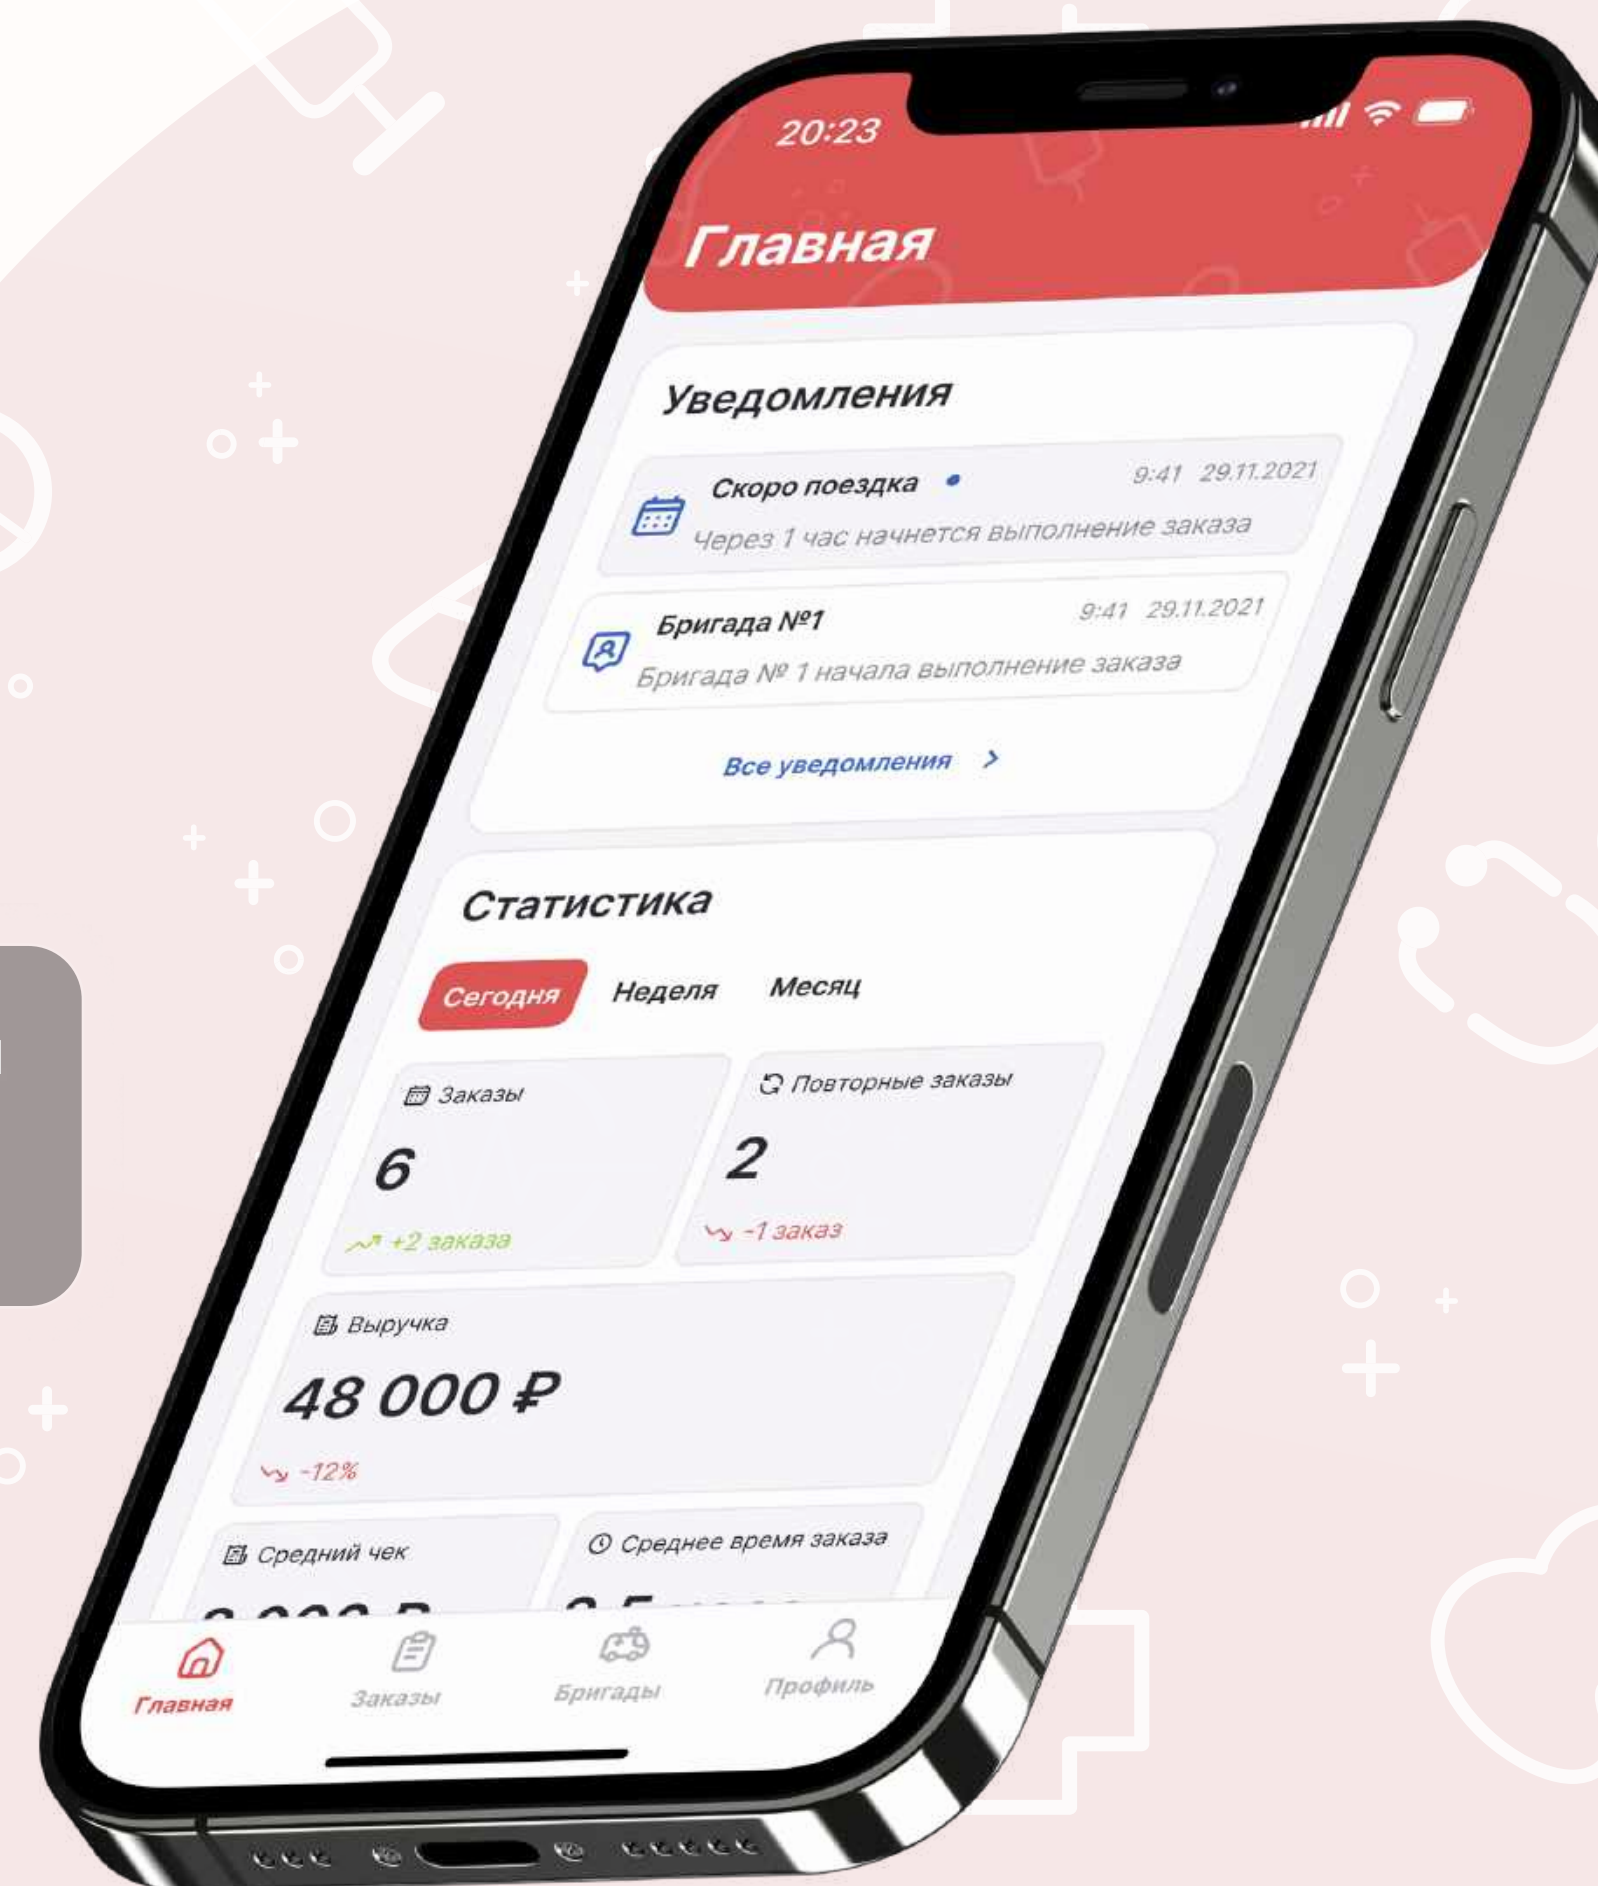 20:23
Главная
Уведомления
Скоро поездка 9:41 29.11.2021
Через 1 час начнется выполнение заказа
Бригада №1 9:41 29.11.2021
Бригада № 1 начала выполнение заказа
Все уведомления
Статистика
Сегодня Неделя Месяц
Заказы Повторные заказы
6 2
+2 заказа -1 заказ
Выручка
48 000 ₽
-12%
Средний чек Среднее время заказа
Главная Заказы Бригады Профиль